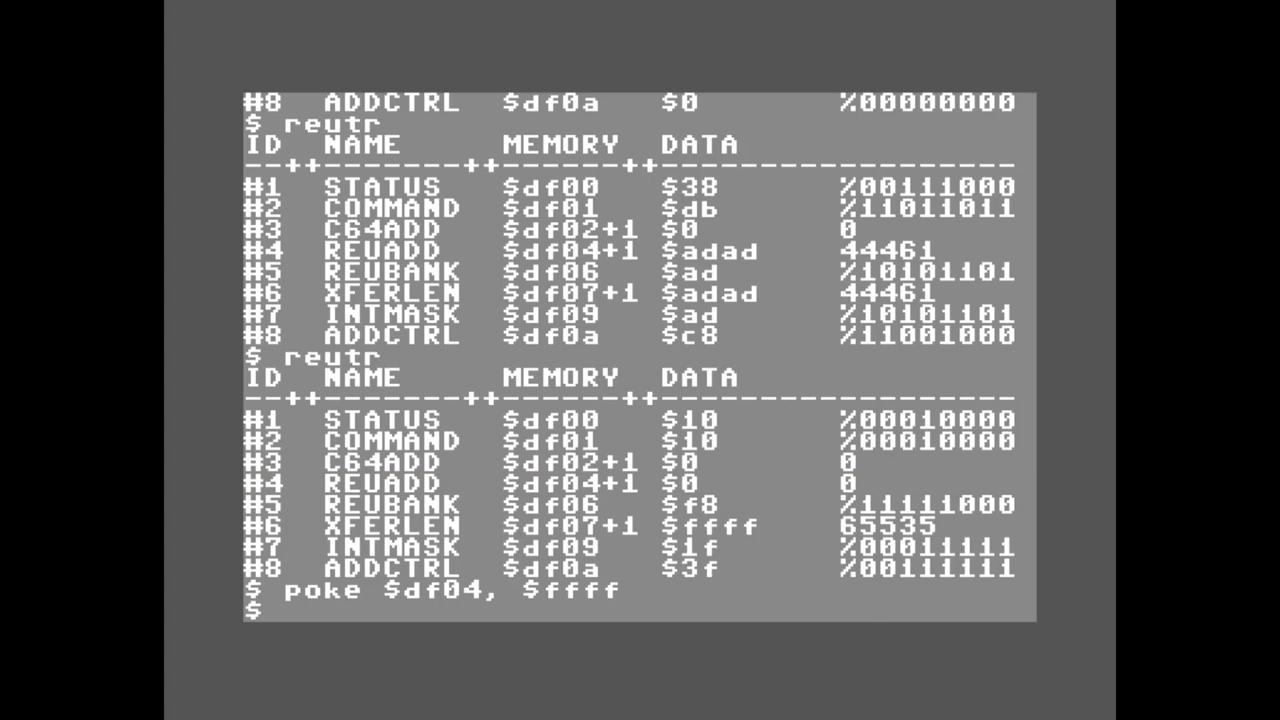 #8  ADDCTRL  $df0a   $0       %00000000
$ reutr
ID  NAME     MEMORY  DATA
--++-------++------++------------------
#1  STATUS   $df00   $38      %00111000
#2  COMMAND  $df01   $db      %11011011
#3  C64ADD   $df02+1 $0       0
#4  REUADD   $df04+1 $adad    44461
#5  REUBANK  $df06   $ad      %10101101
#6  XFERLEN  $df07+1 $adad    44461
#7  INTMASK  $df09   $ad      %10101101
#8  ADDCTRL  $df0a   $c8      %11001000
$ reutr
ID  NAME     MEMORY  DATA
--++-------++------++------------------
#1  STATUS   $df00   $10      %00010000
#2  COMMAND  $df01   $10      %00010000
#3  C64ADD   $df02+1 $0       0
#4  REUADD   $df04+1 $0       0
#5  REUBANK  $df06   $f8      %11111000
#6  XFERLEN  $df07+1 $ffff    65535
#7  INTMASK  $df09   $1f      %00011111
#8  ADDCTRL  $df0a   $3f      %00111111
$ poke $df04, $ffff
$